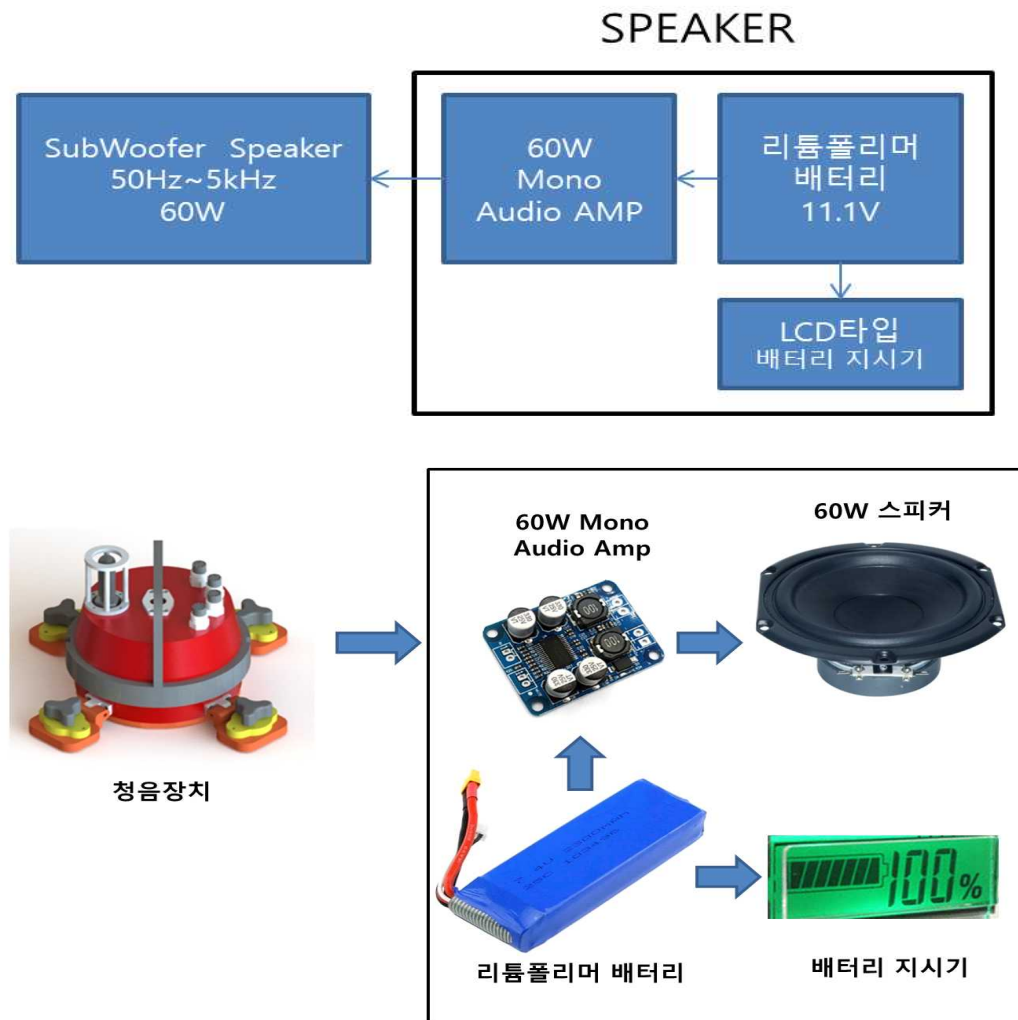 SPEAKER
SubWoofer Speaker
50Hz~5kHz
60W
60W
Mono
Audio AMP
리튬폴리머
배터리
11.1V
LCD타입
배터리 지시기
60W Mono
Audio Amp
60W 스피커
청음장치
100%
리튬폴리머 배터리
배터리 지시기